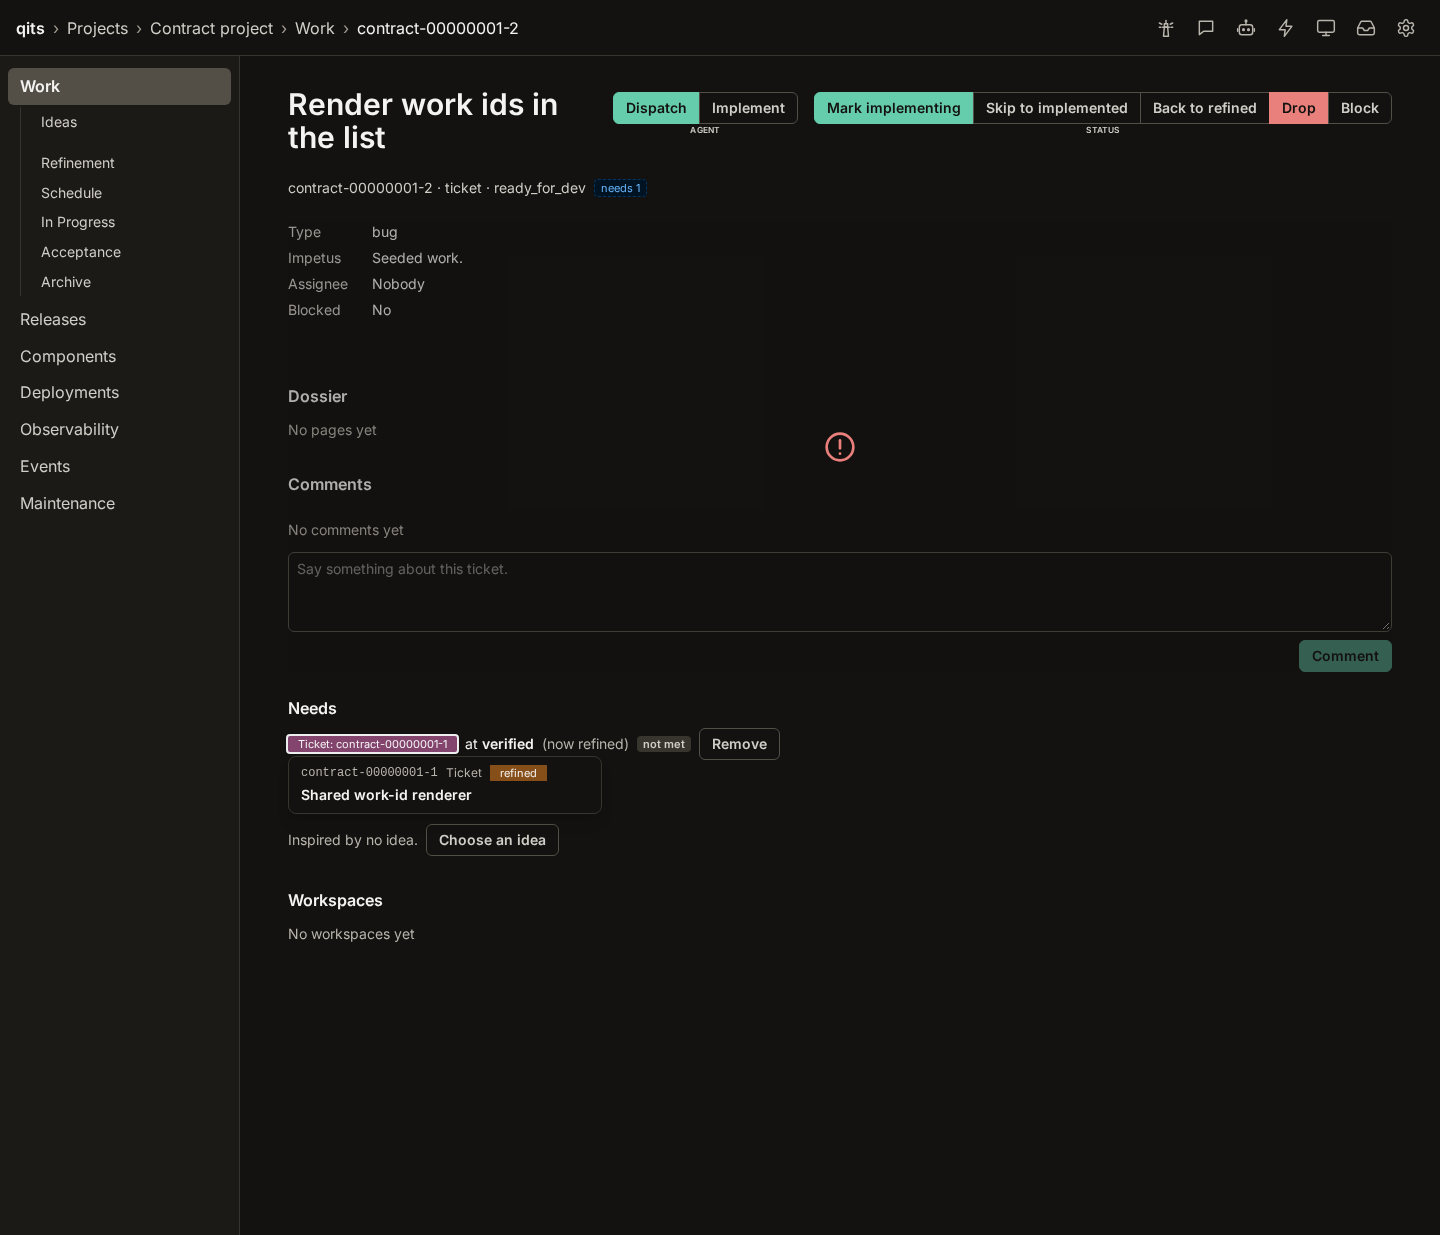 qits › Projects › Contract project › Work › contract-00000001-2
Work
Ideas
Refinement
Schedule
In Progress
Acceptance
Archive
Releases
Components
Deployments
Observability
Events
Maintenance
Render work ids in
the list
Dispatch
Implement
AGENT
Mark implementing
Skip to implemented
Back to refined
Drop
Block
STATUS
contract-00000001-2 · ticket · ready_for_dev needs 1
Type bug
Impetus Seeded work.
Assignee Nobody
Blocked No
Dossier
No pages yet
Comments
No comments yet
Say something about this ticket.
Comment
Needs
Ticket: contract-00000001-1 at verified (now refined) not met Remove
contract-00000001-1 Ticket refined
Shared work-id renderer
Inspired by no idea. Choose an idea
Workspaces
No workspaces yet